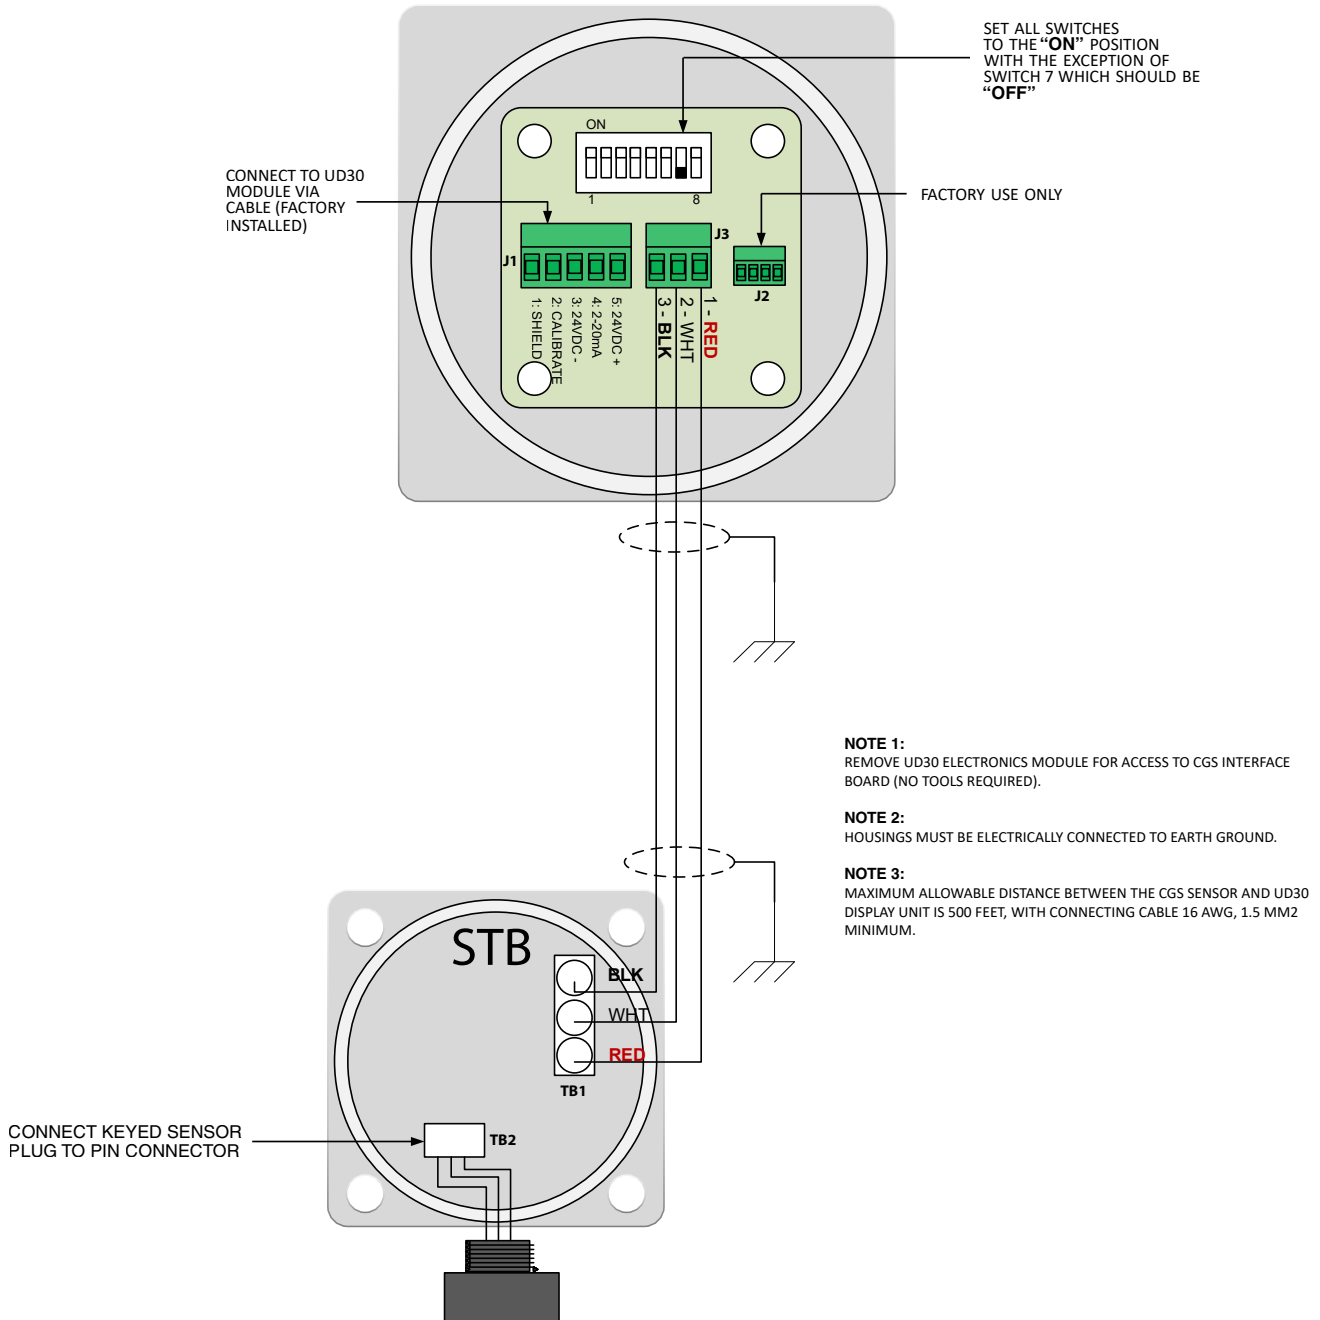 SET ALL SWITCHES
TO THE “ON” POSITION
WITH THE EXCEPTION OF
SWITCH 7 WHICH SHOULD BE
“OFF”
ON
1
8
CONNECT TO UD30
MODULE VIA
CABLE (FACTORY
INSTALLED)
FACTORY USE ONLY
J1
J3
J2
1: SHIELD
2: CALIBRATE
3: 24VDC -
4: 2-20mA
5: 24VDC +
3 - BLK
2 - WHT
1 - RED
NOTE 1:
REMOVE UD30 ELECTRONICS MODULE FOR ACCESS TO CGS INTERFACE
BOARD (NO TOOLS REQUIRED).
NOTE 2:
HOUSINGS MUST BE ELECTRICALLY CONNECTED TO EARTH GROUND.
NOTE 3:
MAXIMUM ALLOWABLE DISTANCE BETWEEN THE CGS SENSOR AND UD30
DISPLAY UNIT IS 500 FEET, WITH CONNECTING CABLE 16 AWG, 1.5 MM2
MINIMUM.
STB
BLK
WHT
RED
TB1
CONNECT KEYED SENSOR
PLUG TO PIN CONNECTOR
TB2